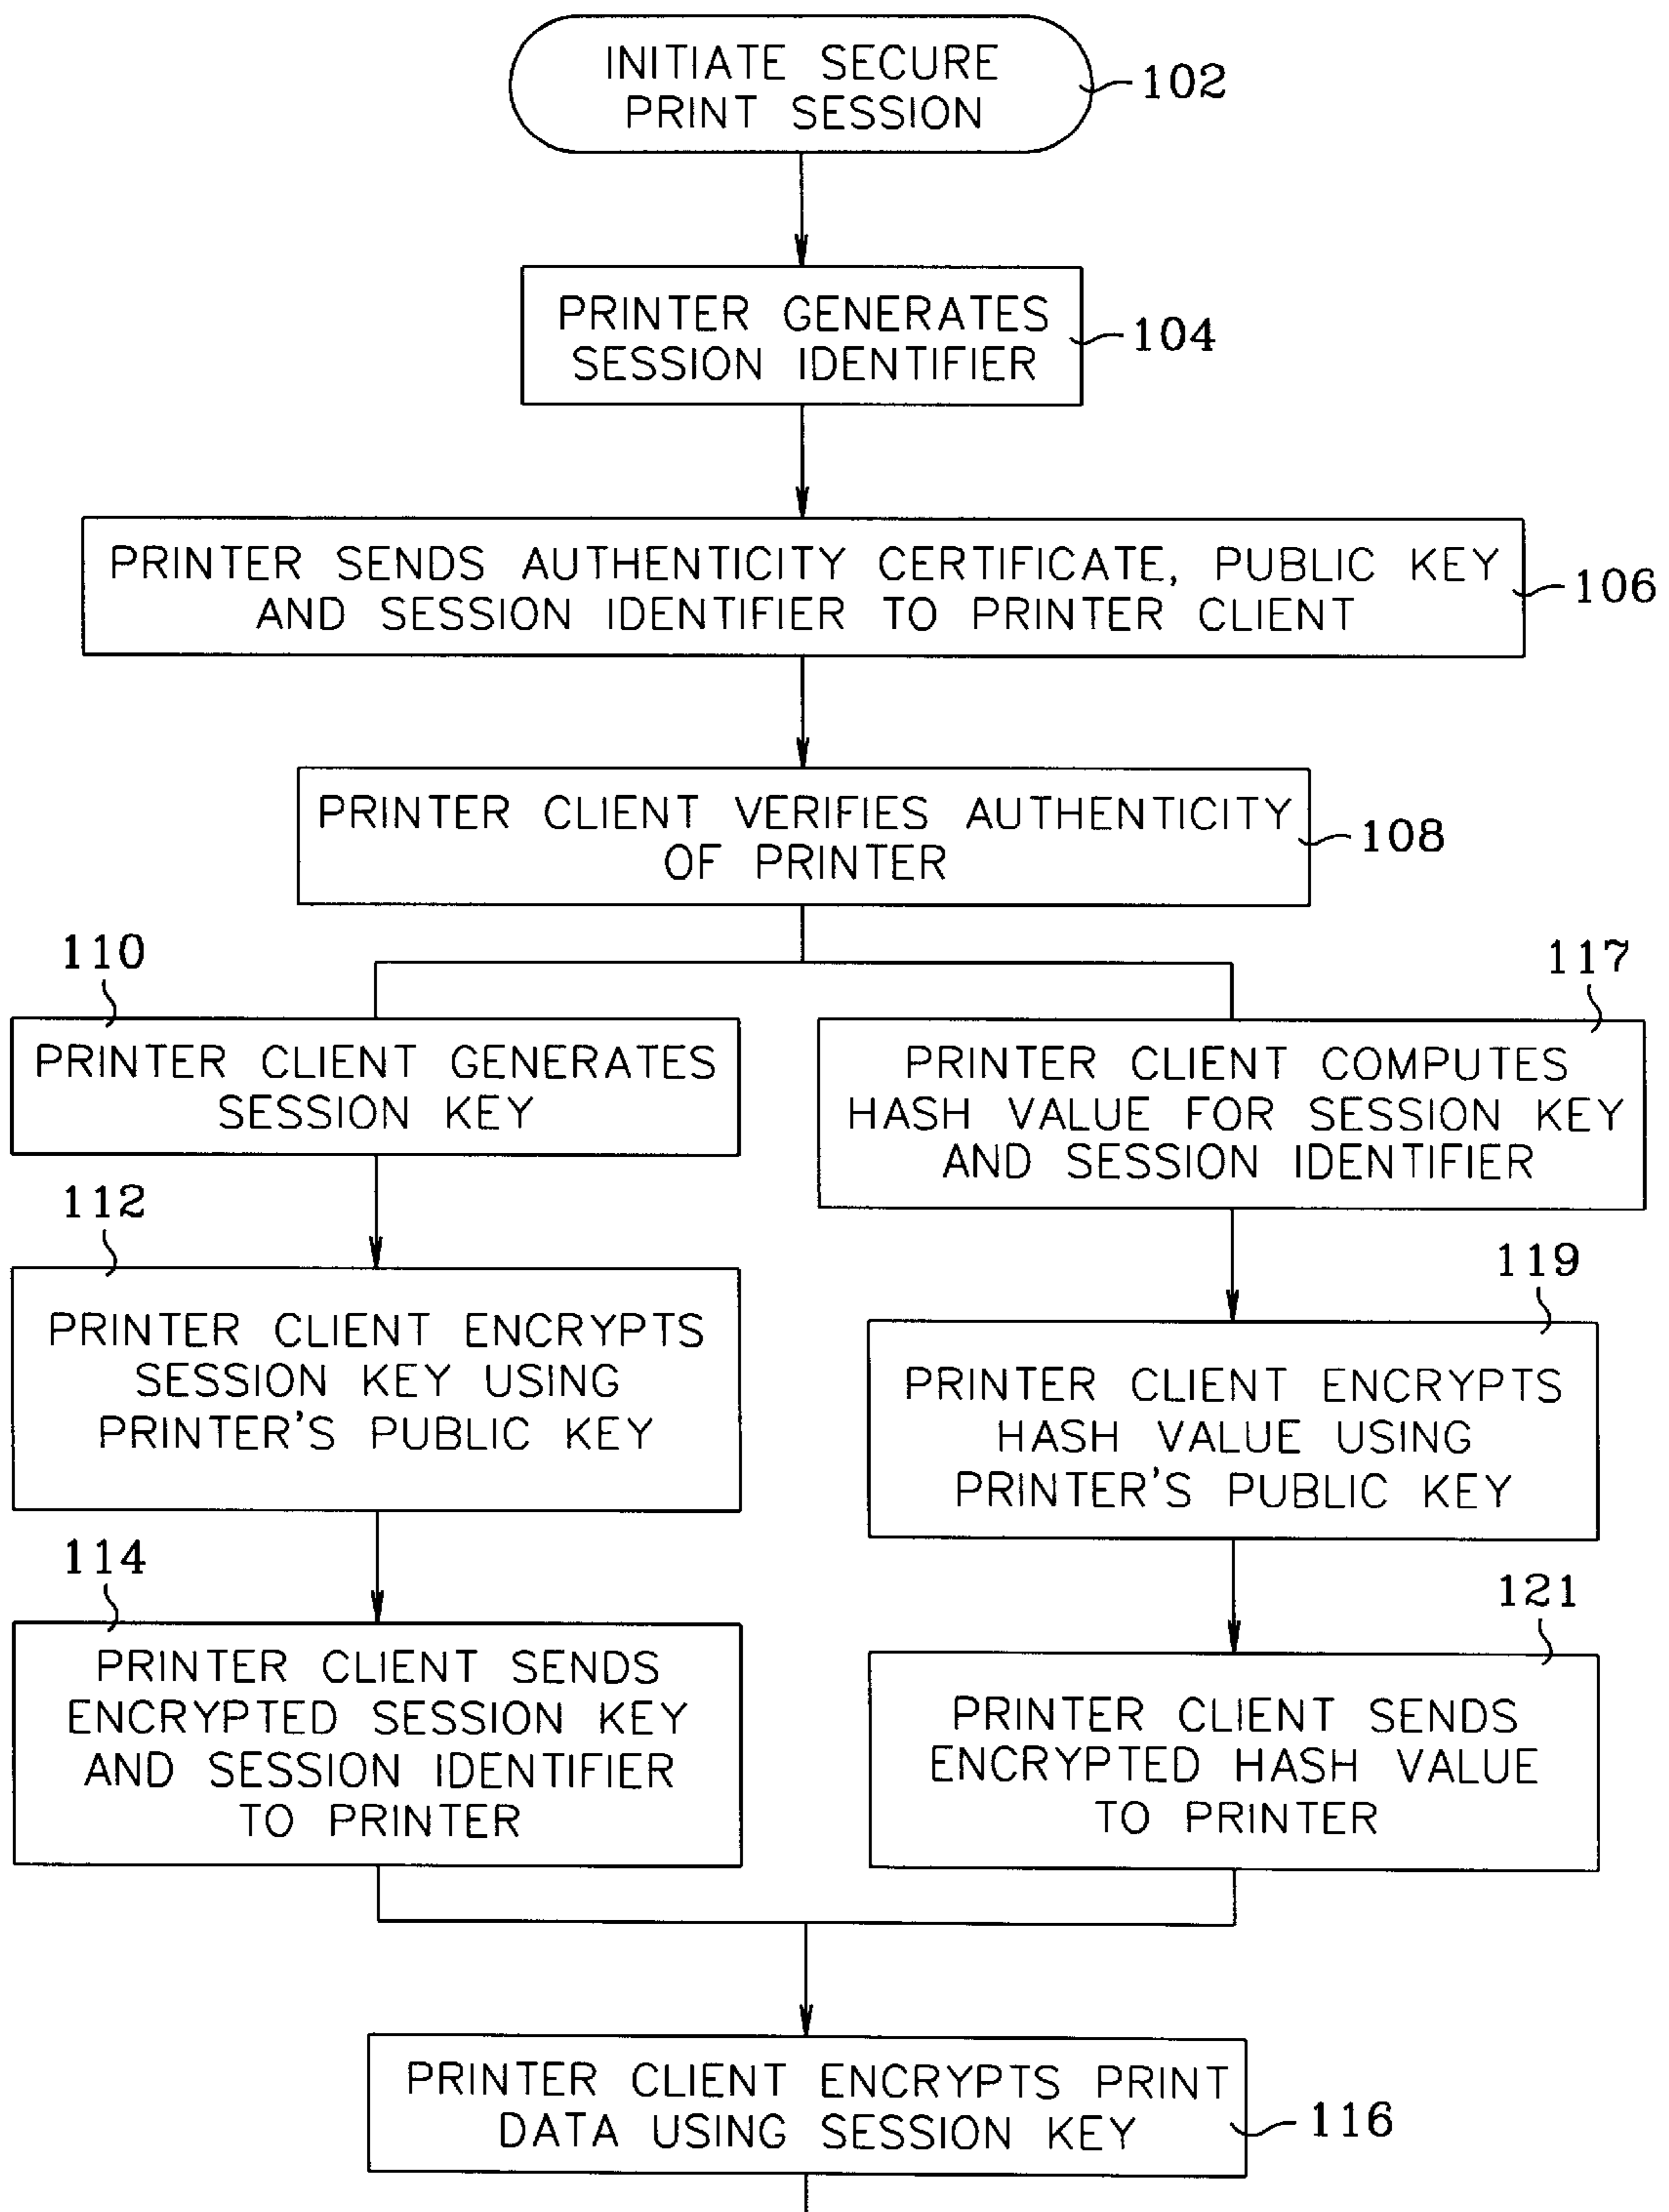 INITIATE SECURE
PRINT SESSION
102
PRINTER GENERATES
SESSION IDENTIFIER
104
PRINTER SENDS AUTHENTICITY CERTIFICATE, PUBLIC KEY
AND SESSION IDENTIFIER TO PRINTER CLIENT
106
PRINTER CLIENT VERIFIES AUTHENTICITY
OF PRINTER
108
110
PRINTER CLIENT GENERATES
SESSION KEY
112
PRINTER CLIENT ENCRYPTS
SESSION KEY USING
PRINTER'S PUBLIC KEY
114
PRINTER CLIENT SENDS
ENCRYPTED SESSION KEY
AND SESSION IDENTIFIER
TO PRINTER
117
PRINTER CLIENT COMPUTES
HASH VALUE FOR SESSION KEY
AND SESSION IDENTIFIER
119
PRINTER CLIENT ENCRYPTS
HASH VALUE USING
PRINTER'S PUBLIC KEY
121
PRINTER CLIENT SENDS
ENCRYPTED HASH VALUE
TO PRINTER
PRINTER CLIENT ENCRYPTS PRINT
DATA USING SESSION KEY
116